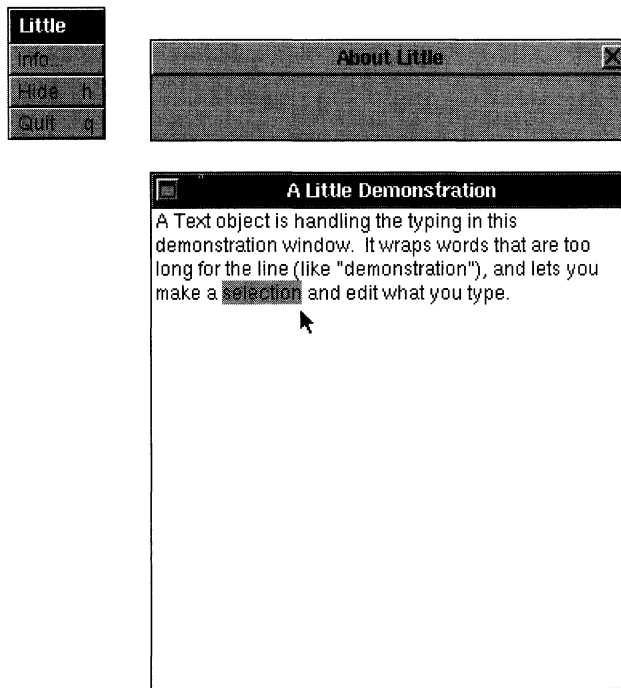 Little
Info...
Hide h
Quit q
About Little
A Little Demonstration
A Text object is handling the typing in this
demonstration window.  It wraps words that are too
long for the line (like "demonstration"), and lets you
make a selection and edit what you type.